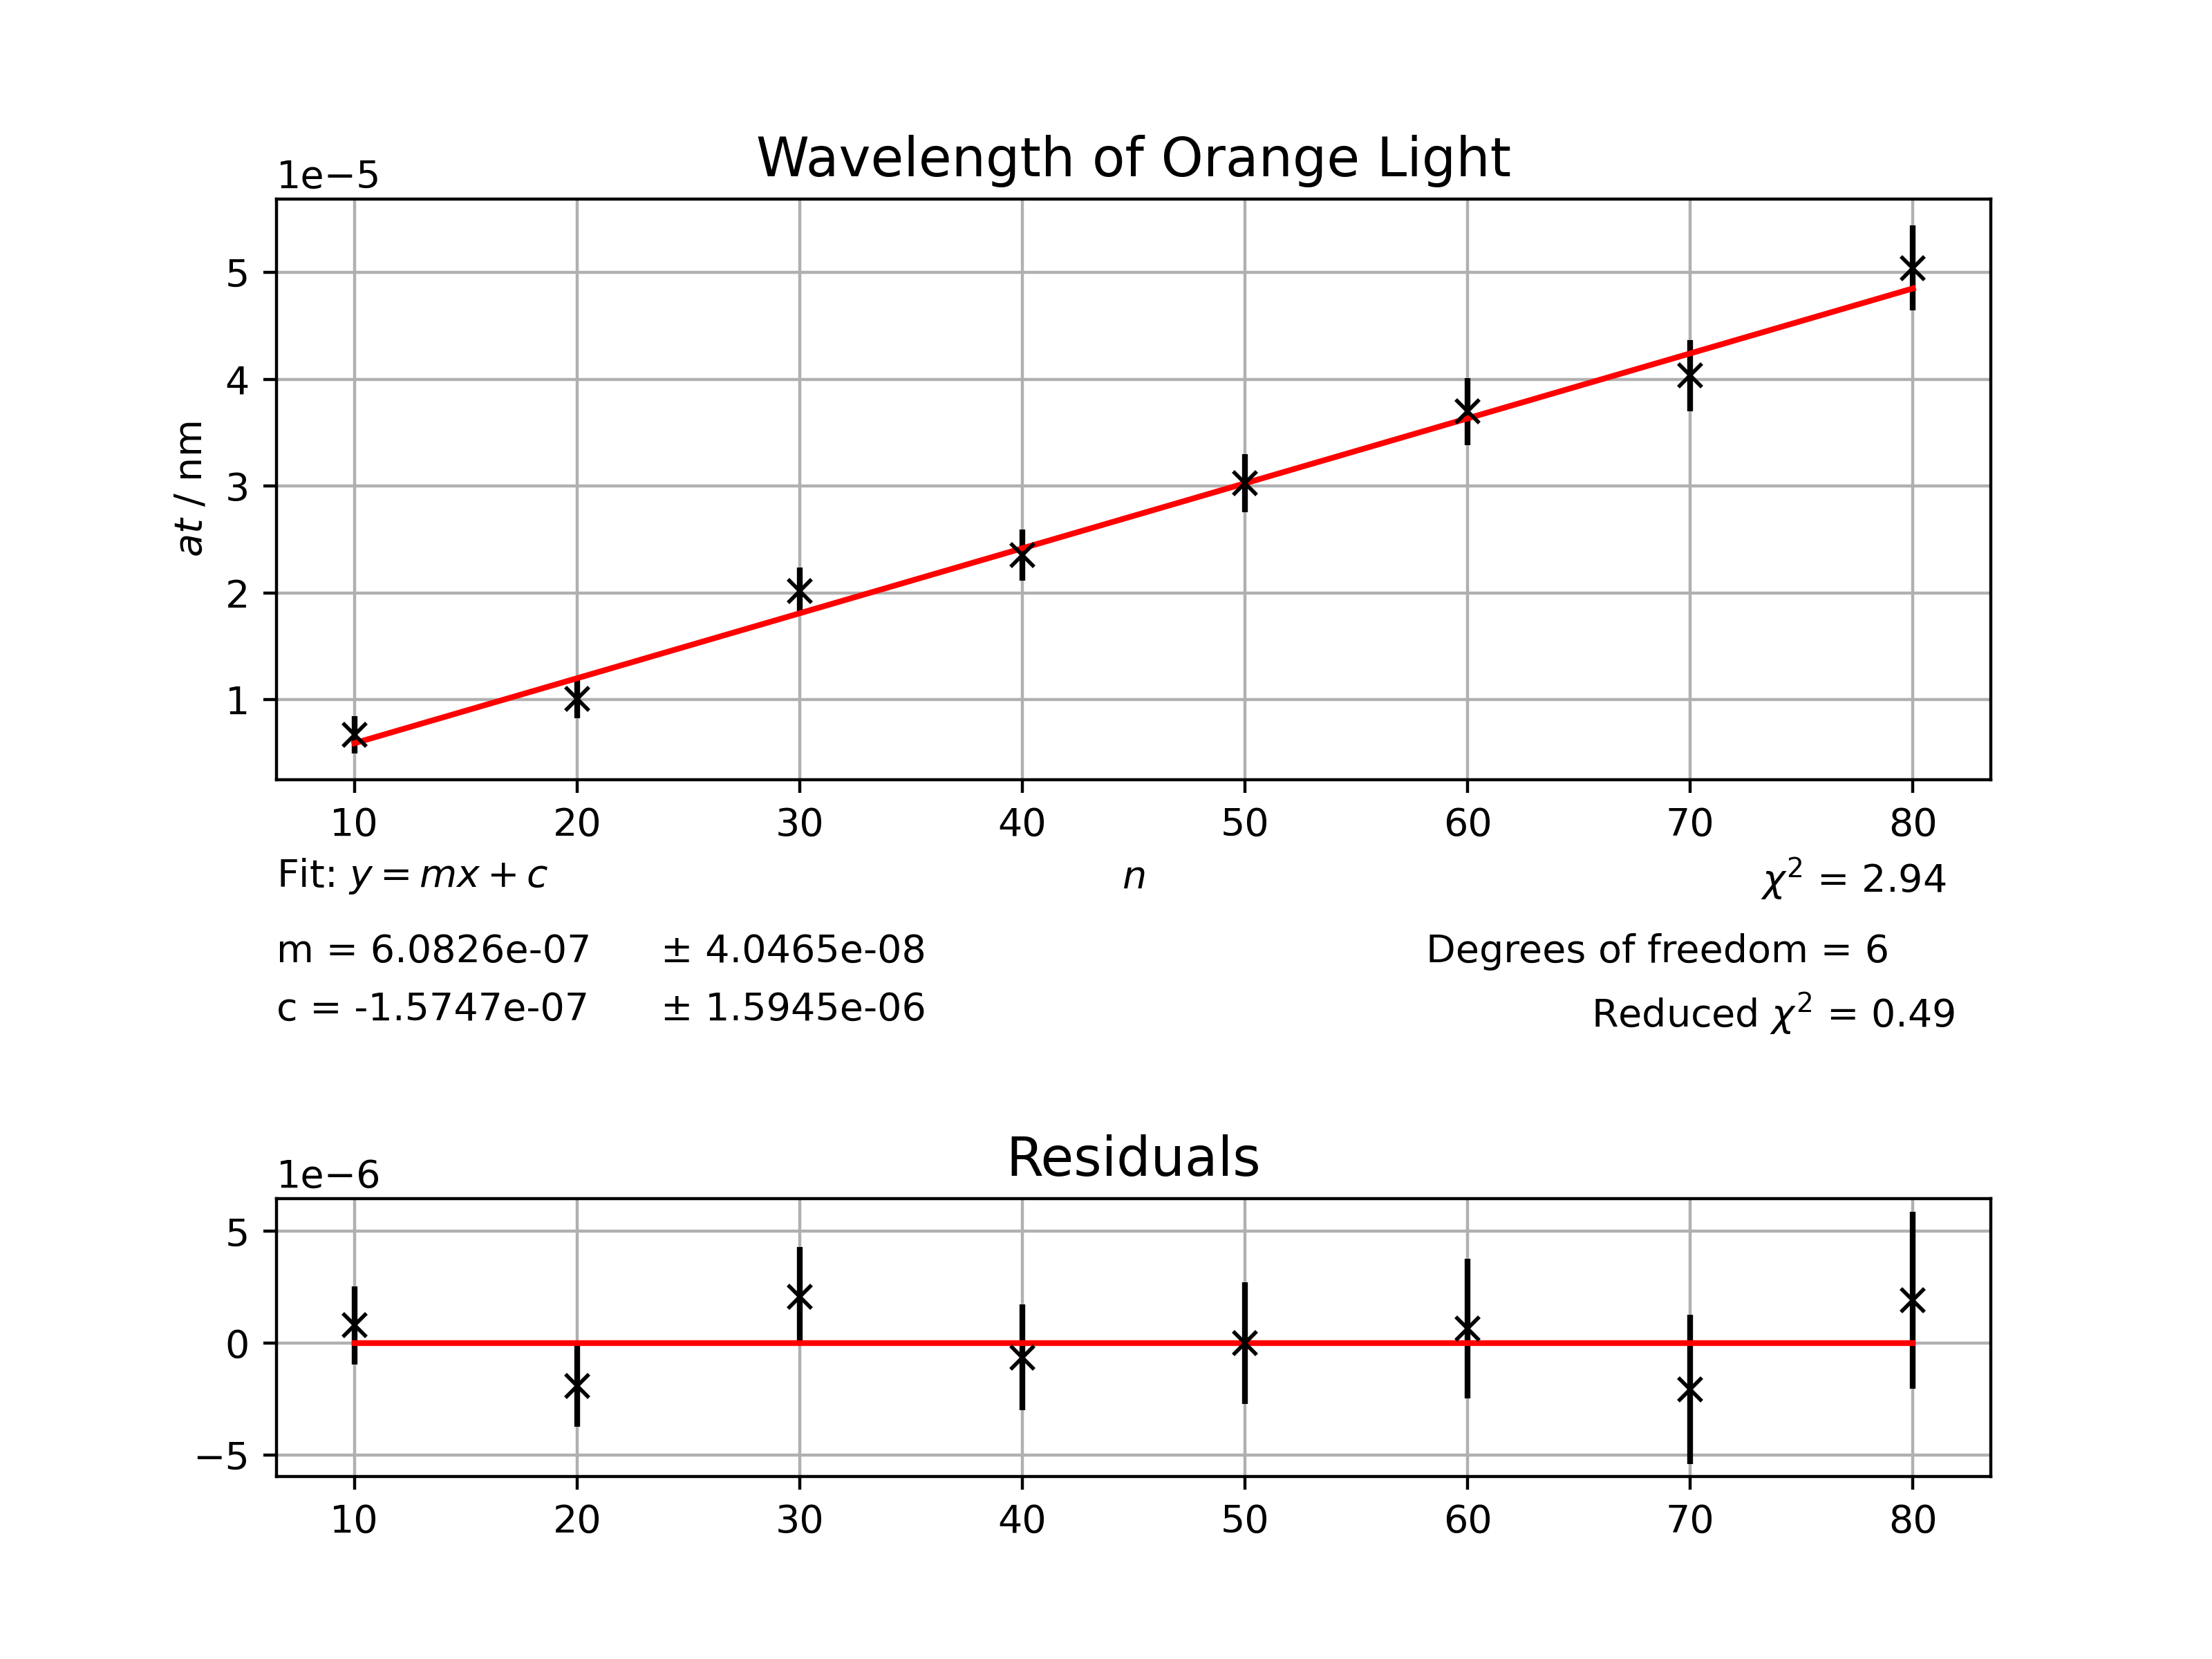 Wavelength of Orange Light
1e−5
5
4
3
2
1
at / nm
10 20 30 40 50 60 70 80
n
Fit: y = mx + c
m = 6.0826e-07 ± 4.0465e-08
c = -1.5747e-07 ± 1.5945e-06
χ² = 2.94
Degrees of freedom = 6
Reduced χ² = 0.49
Residuals
1e−6
5
0
−5
10 20 30 40 50 60 70 80